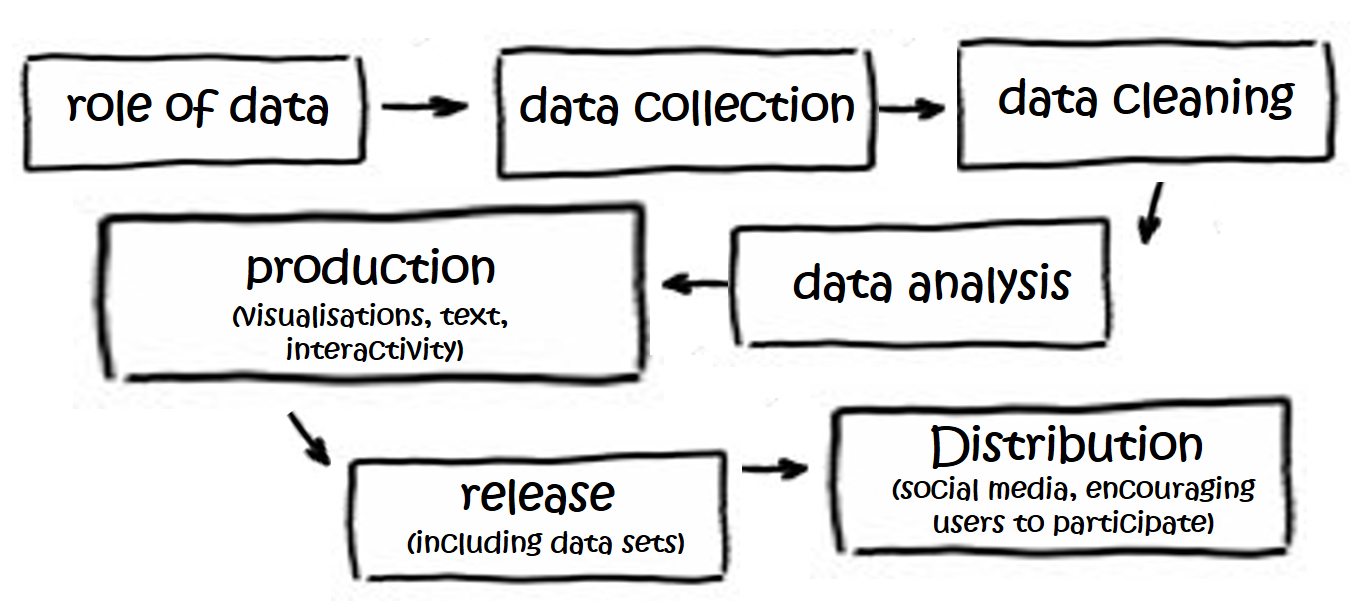 role of data
data collection
data cleaning
data analysis
production
(visualisations, text,
interactivity)
release
(including data sets)
Distribution
(social media, encouraging
users to participate)